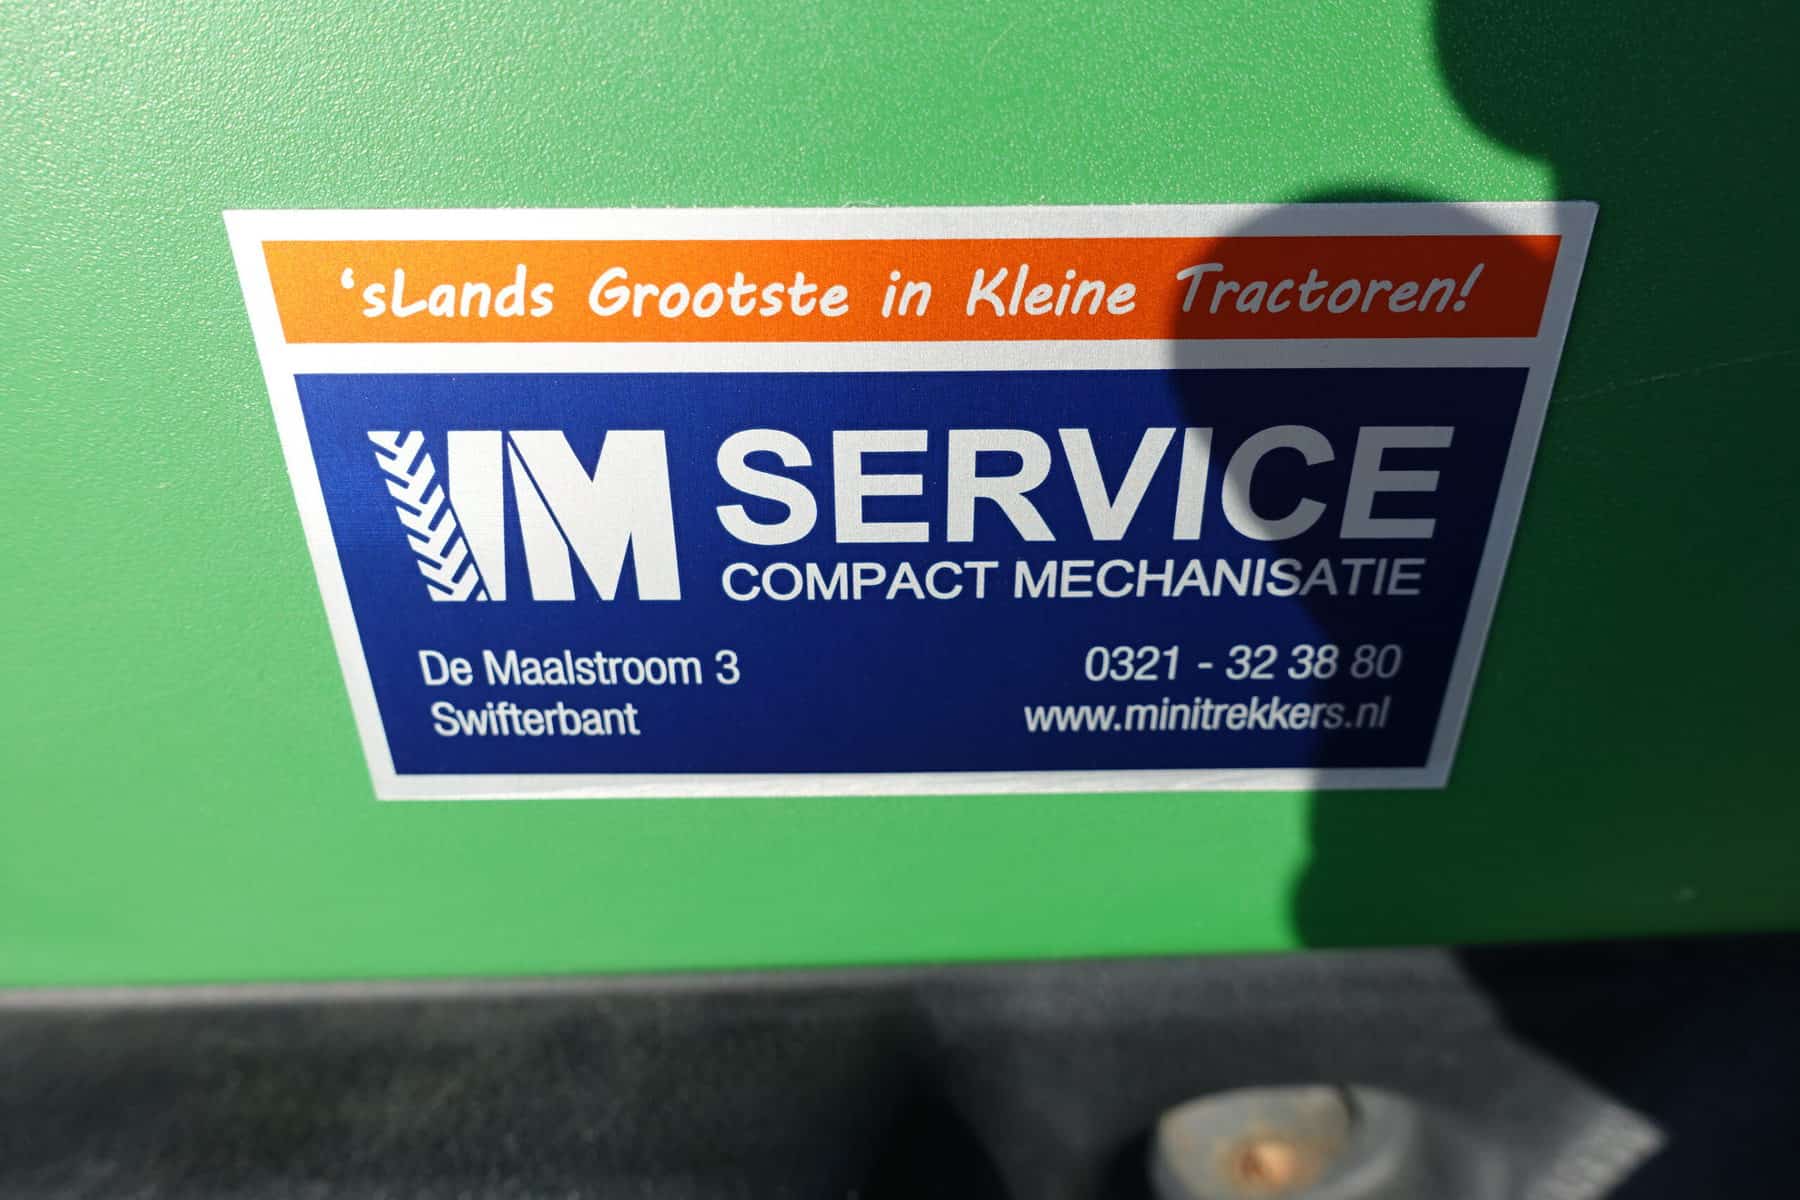 ‘sLands Grootste in Kleine Tractoren!
IM SERVICE
COMPACT MECHANISATIE
De Maalstroom 3
Swifterbant
0321 - 32 38 80
www.minitrekkers.nl